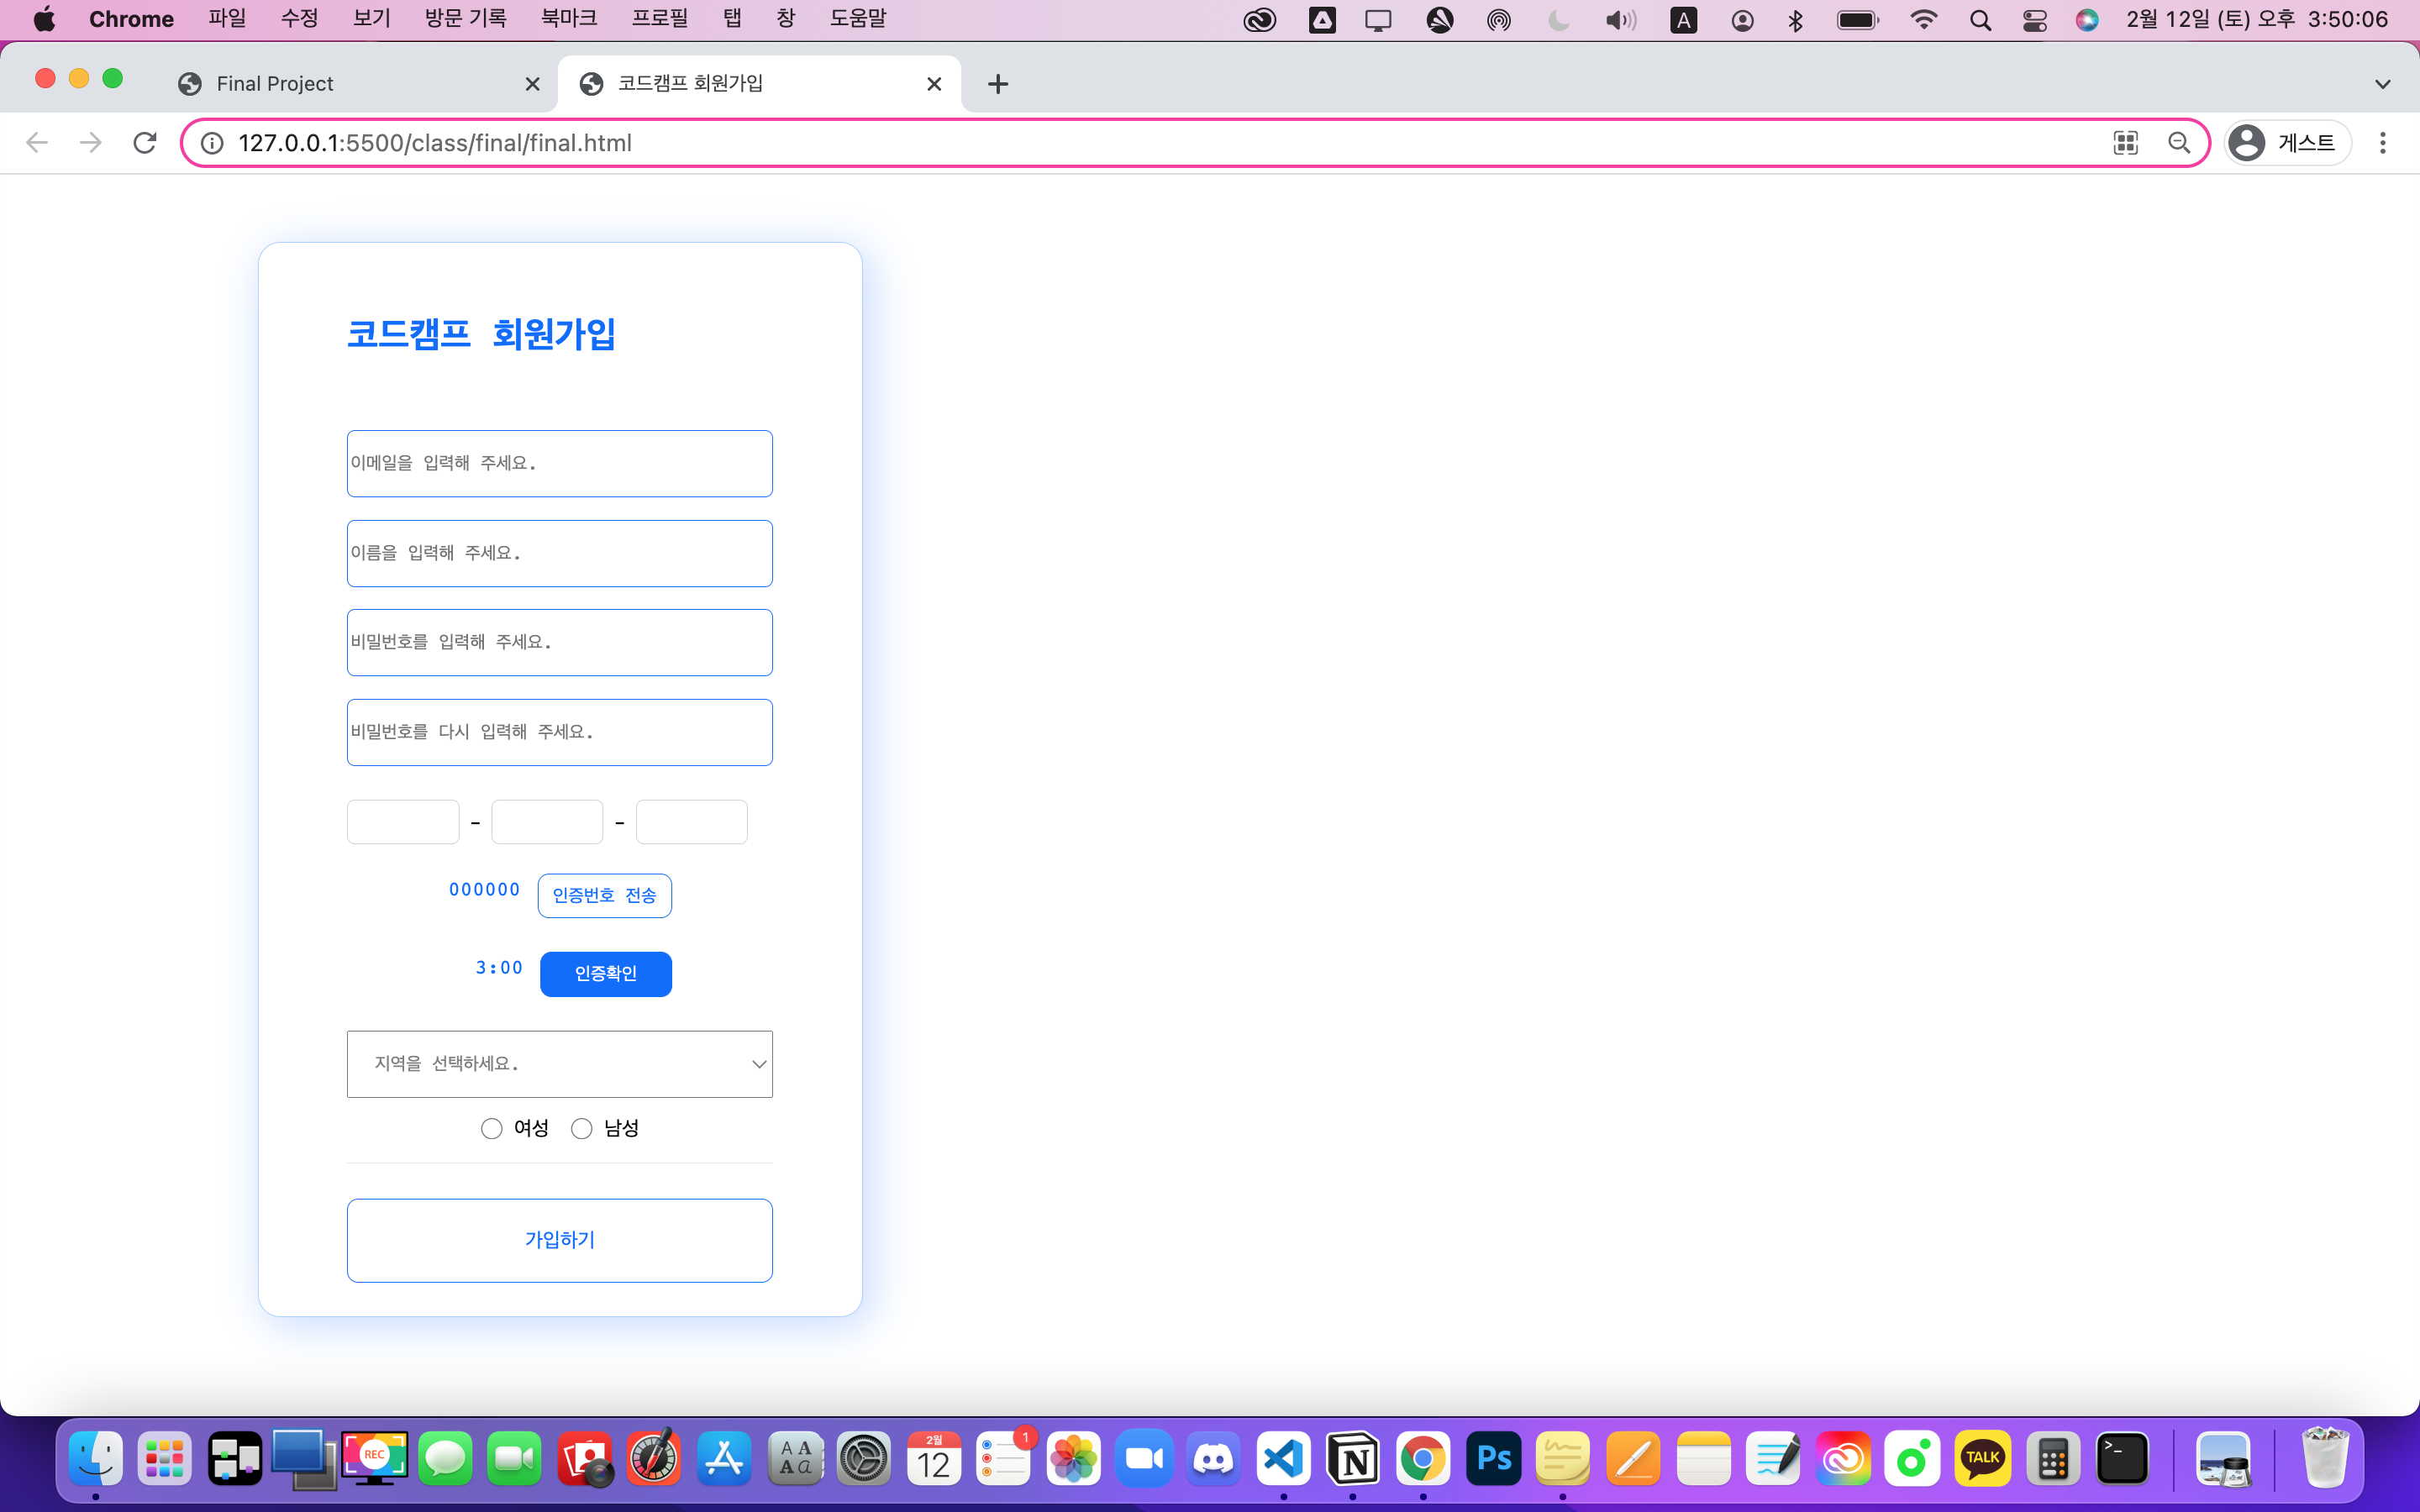 Chrome 파일 수정 보기 방문 기록 북마크 프로필 탭 창 도움말 A 2월 12일 (토) 오후 3:50:06
Final Project 코드캠프 회원가입
127.0.0.1:5500/class/final/final.html 게스트
코드캠프 회원가입
이메일을 입력해 주세요.
이름을 입력해 주세요.
비밀번호를 입력해 주세요.
비밀번호를 다시 입력해 주세요.
- -
000000 인증번호 전송
3:00 인증확인
지역을 선택하세요.
여성 남성
가입하기
REC A A A a 2월 12 1 N Ps TALK >_